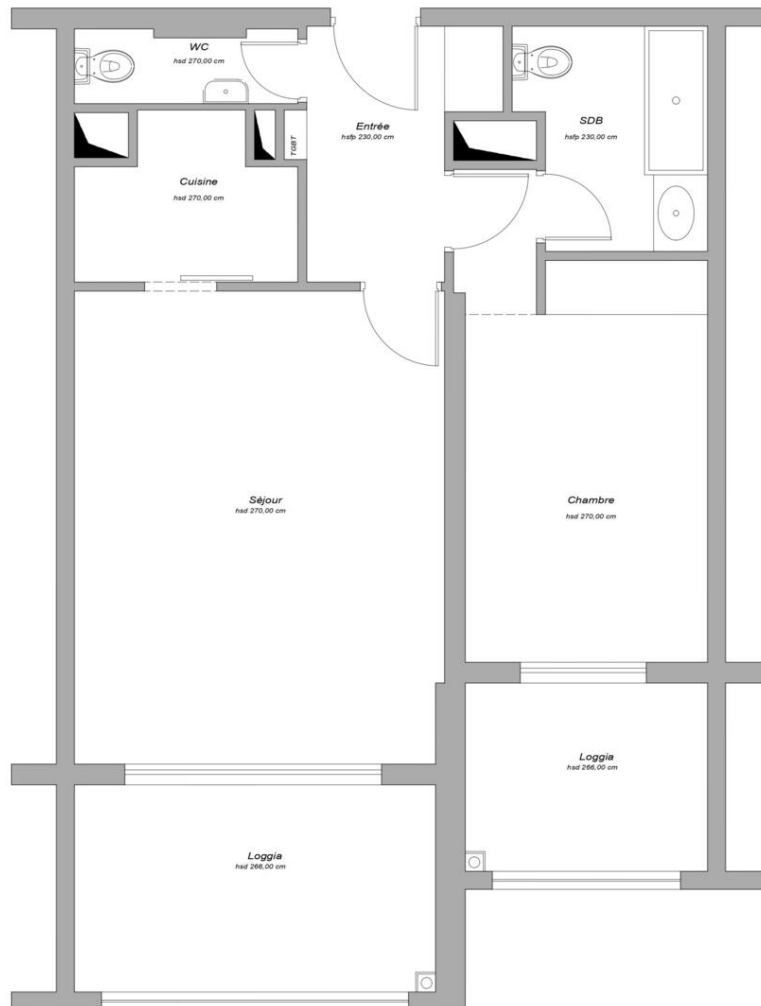 WC
hsd 270,00 cm
Entrée
hsfp 230,00 cm
SDB
hsfp 230,00 cm
TGBT
Cuisine
hsd 270,00 cm
Séjour
hsd 270,00 cm
Chambre
hsd 270,00 cm
Loggia
hsd 266,00 cm
Loggia
hsd 266,00 cm